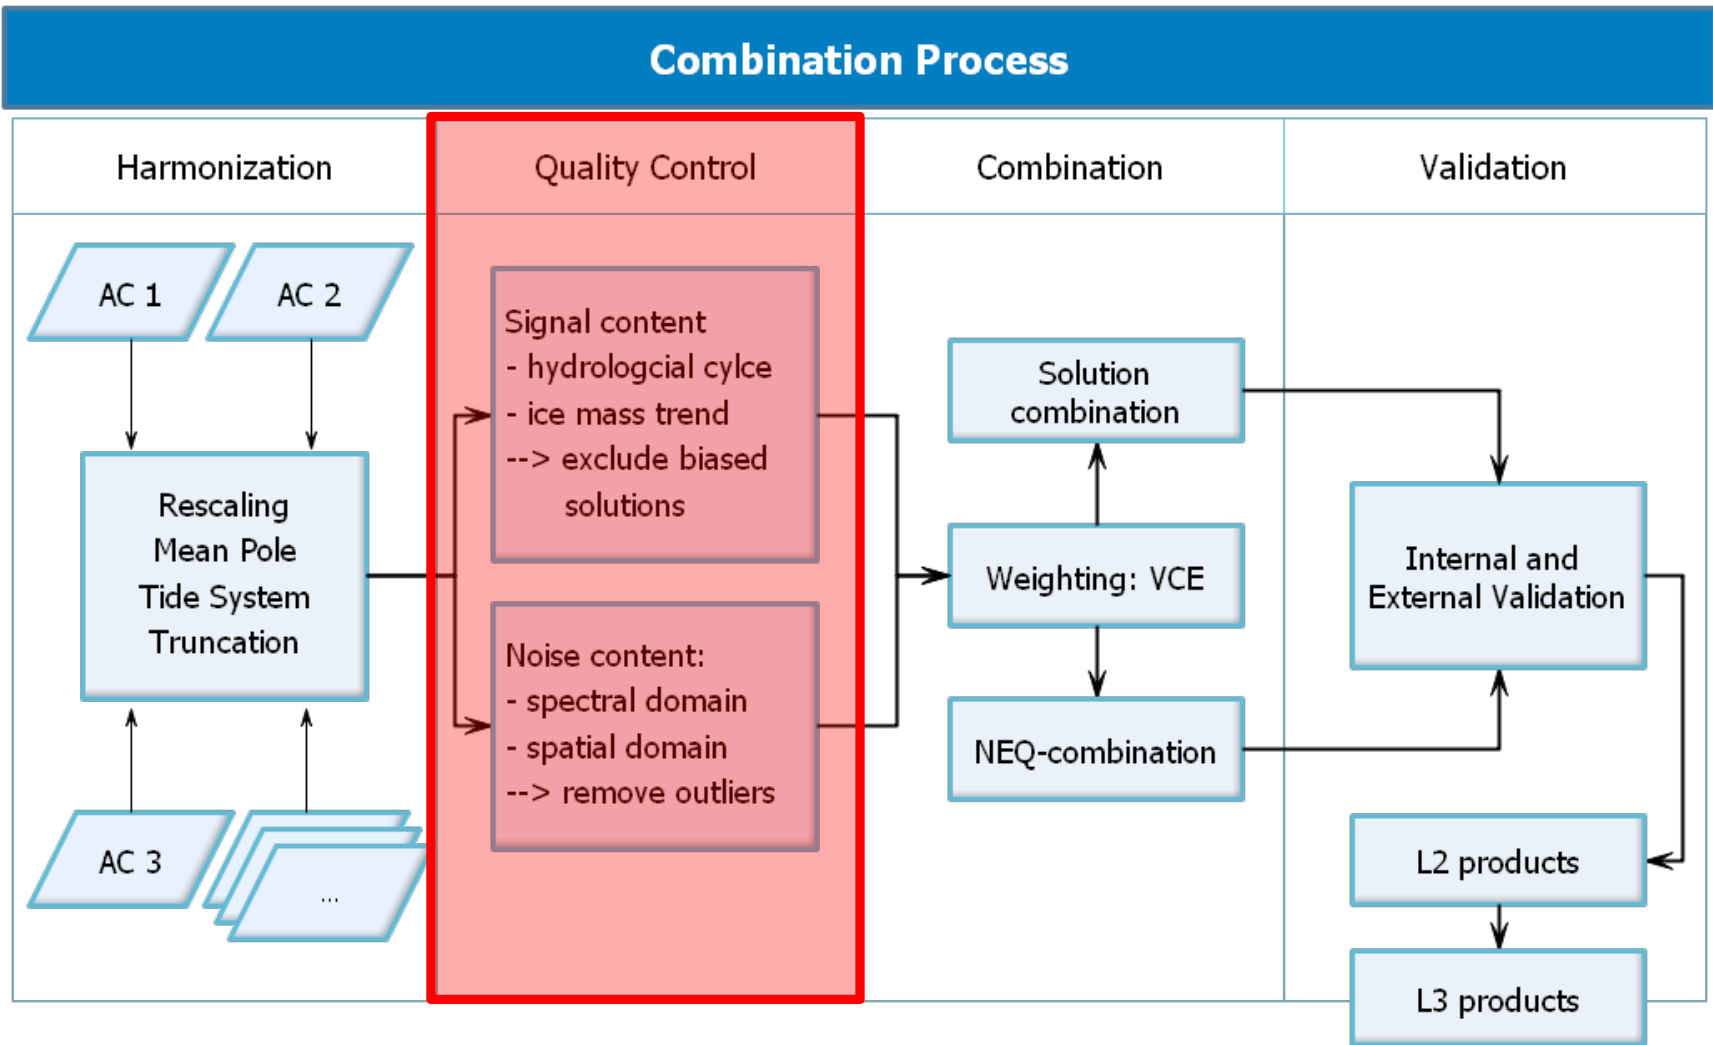 Combination Process
Harmonization
Quality Control
Combination
Validation
AC 1
AC 2
Rescaling
Mean Pole
Tide System
Truncation
AC 3
...
Signal content
- hydrologcial cylce
- ice mass trend
--> exclude biased
solutions
Noise content:
- spectral domain
- spatial domain
--> remove outliers
Solution
combination
Weighting: VCE
NEQ-combination
Internal and
External Validation
L2 products
L3 products